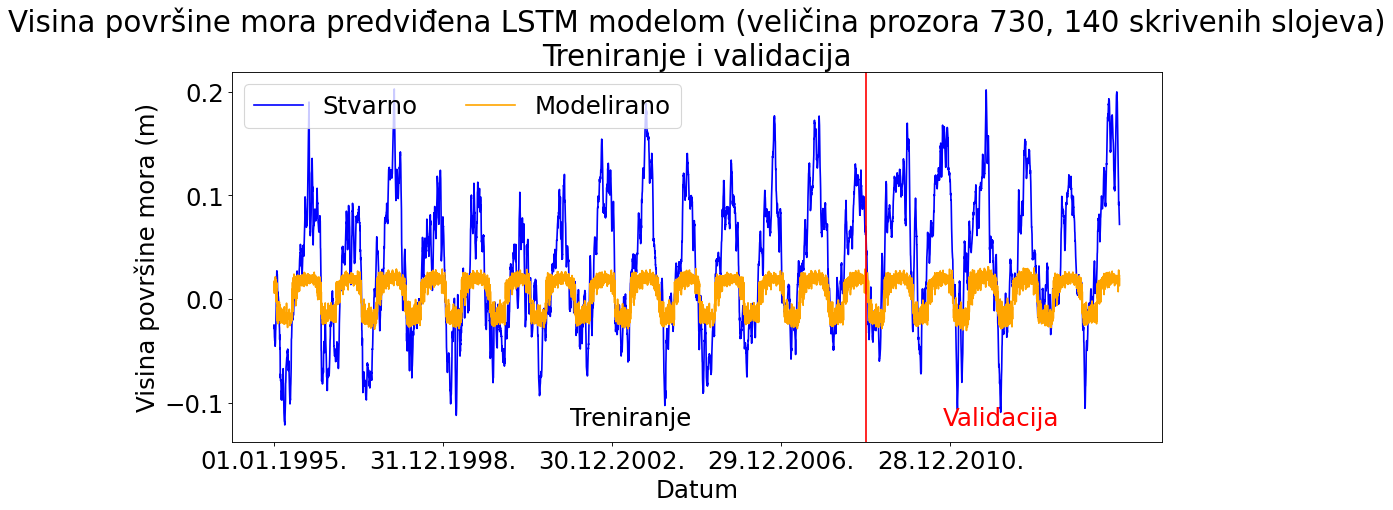 Visina površine mora predviđena LSTM modelom (veličina prozora 730, 140 skrivenih slojeva)
Treniranje i validacija
Stvarno
Modelirano
Visina površine mora (m)
0.2
0.1
0.0
−0.1
Treniranje
Validacija
01.01.1995.
31.12.1998.
30.12.2002.
29.12.2006.
28.12.2010.
Datum